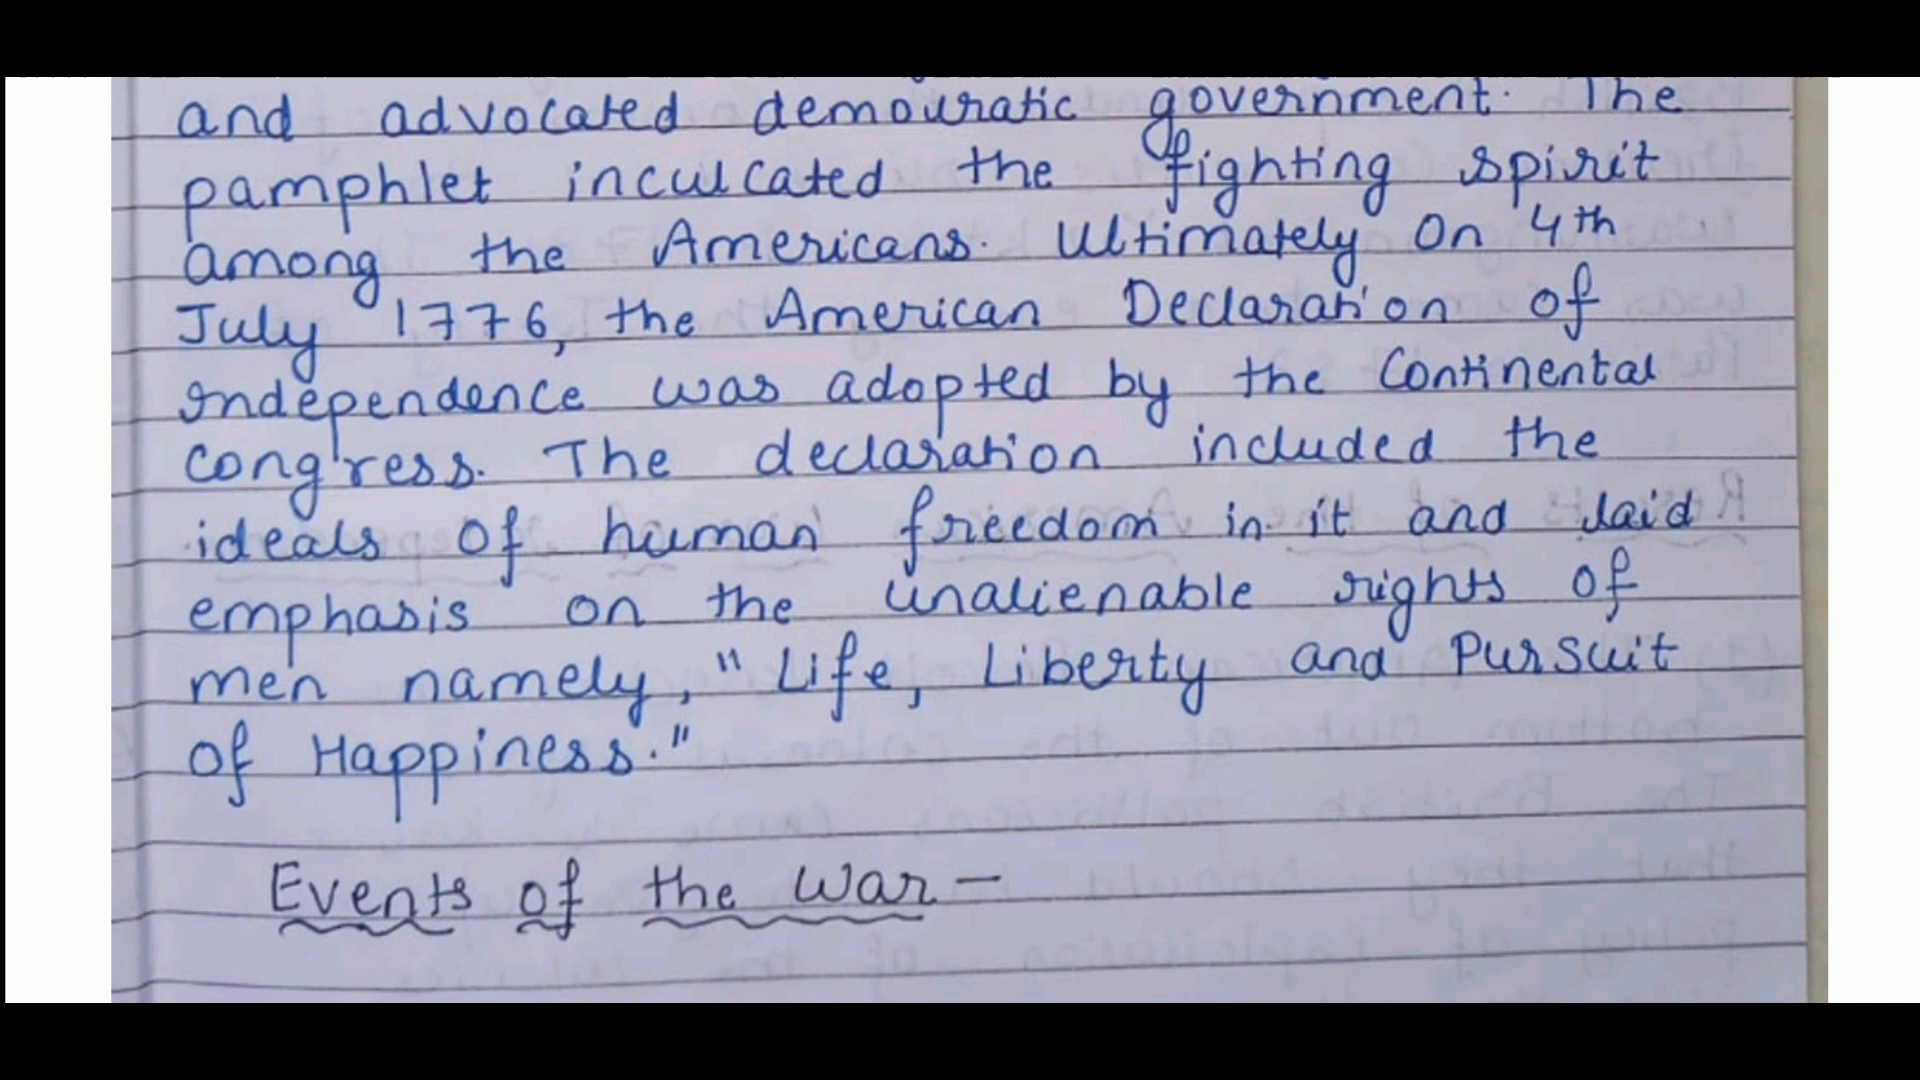 and advocated democratic government. The
pamphlet inculcated the fighting spirit
among the Americans. Ultimately On 4th
July 1776, the American Declaration of
Independence was adopted by the Continental
Congress. The declaration included the
ideals of human freedom in it and laid
emphasis on the unalienable rights of
men namely, "Life, Liberty and Pursuit
of Happiness."
Events of the War-